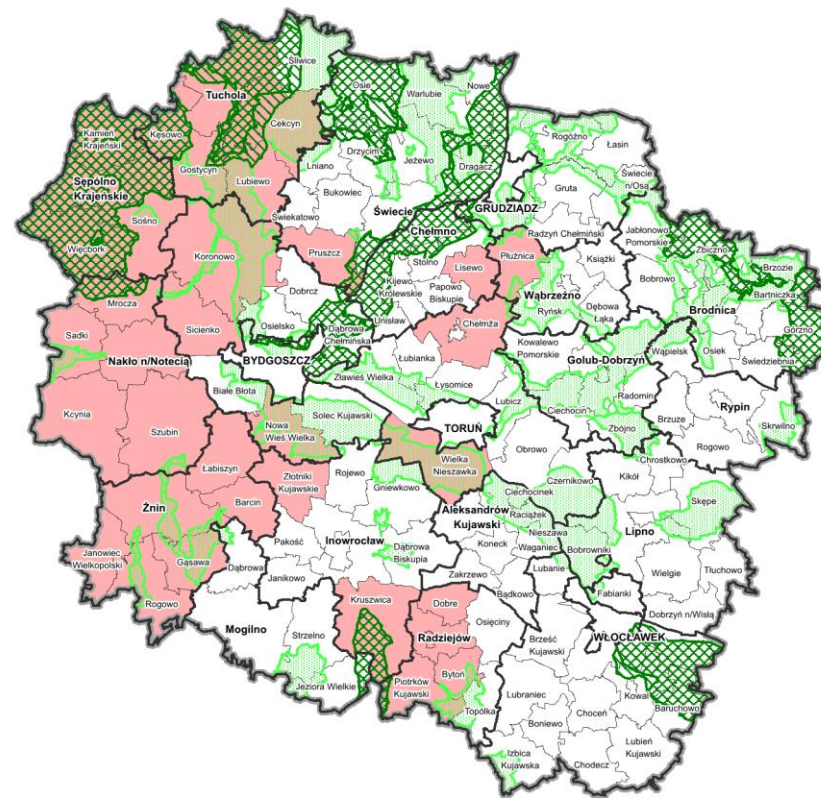 Śliwice
Osie
Nowe
Warlubie
Tuchola
Cekcyn
Rogóźno
Łasin
Kamień
Krajeński
Kęsowo
Drzycim
Jeżewo
Dragacz
Gostycyn
Lniano
Świecie
n/Osą
Sępólno
Krajeńskie
Lubiewo
Bukowiec
Gruta
Świecie
GRUDZIĄDZ
Świekatowo
Chełmno
Sośno
Radzyń Chełmiński
Jabłonowo
Pomorskie
Zbiczno
Więcbork
Koronowo
Pruszcz
Stolno
Lisewo
Płużnica
Książki
Brzozie
Bobrowo
Bartniczka
Dobrcz
Kijewo
Królewskie
Papowo
Biskupie
Wąbrzeźno
Mrocza
Unisław
Ryńsk
Dębowa
Łąka
Brodnica
Górzno
Sicienko
Osielsko
Dąbrowa
Chełmińska
Chełmża
Sadki
Nakło n/Notecią
BYDGOSZCZ
Łubianka
Kowalewo
Pomorskie
Golub-Dobrzyń
Wąpielsk
Osiek
Świedziebnia
Zławieś Wielka
Łysomice
Białe Błota
Solec Kujawski
Lubicz
Ciechocin
Radomin
Rypin
Kcynia
Szubin
Nowa
Wieś Wielka
TORUŃ
Zbójno
Brzuze
Skrwilno
Rogowo
Wielka
Nieszawka
Obrowo
Łabiszyn
Złotniki
Kujawskie
Rojewo
Chrostkowo
Kikół
Gniewkowo
Czernikowo
Ciechocinek
Żnin
Barcin
Aleksandrów
Kujawski
Raciążek
Skępe
Inowrocław
Nieszawa
Lipno
Pakość
Dąbrowa
Biskupia
Koneck
Waganiec
Bobrowniki
Janowiec
Wielkopolski
Gąsawa
Dąbrowa
Janikowo
Zakrzewo
Lubanie
Wielgie
Tłuchowo
Bądkowo
Fabianki
Rogowo
Kruszwica
Dobre
Dobrzyń n/Wisłą
Mogilno
Strzelno
Radziejów
Osięciny
Brześć
Kujawski
WŁOCŁAWEK
Jeziora Wielkie
Piotrków
Kujawski
Bytoń
Lubraniec
Kowal
Topólka
Choceń
Baruchowo
Boniewo
Izbica
Kujawska
Chodecz
Lubień
Kujawski